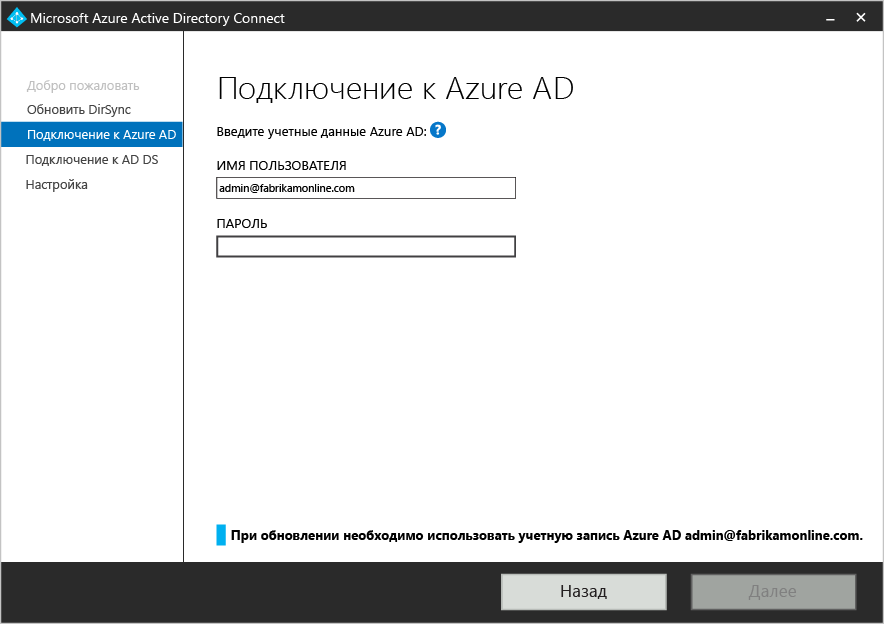 Microsoft Azure Active Directory Connect
Добро пожаловать
Обновить DirSync
Подключение к Azure AD
Подключение к AD DS
Настройка
Подключение к Azure AD
Введите учетные данные Azure AD: ?
ИМЯ ПОЛЬЗОВАТЕЛЯ
admin@fabrikamonline.com
ПАРОЛЬ
При обновлении необходимо использовать учетную запись Azure AD admin@fabrikamonline.com.
Назад
Далее